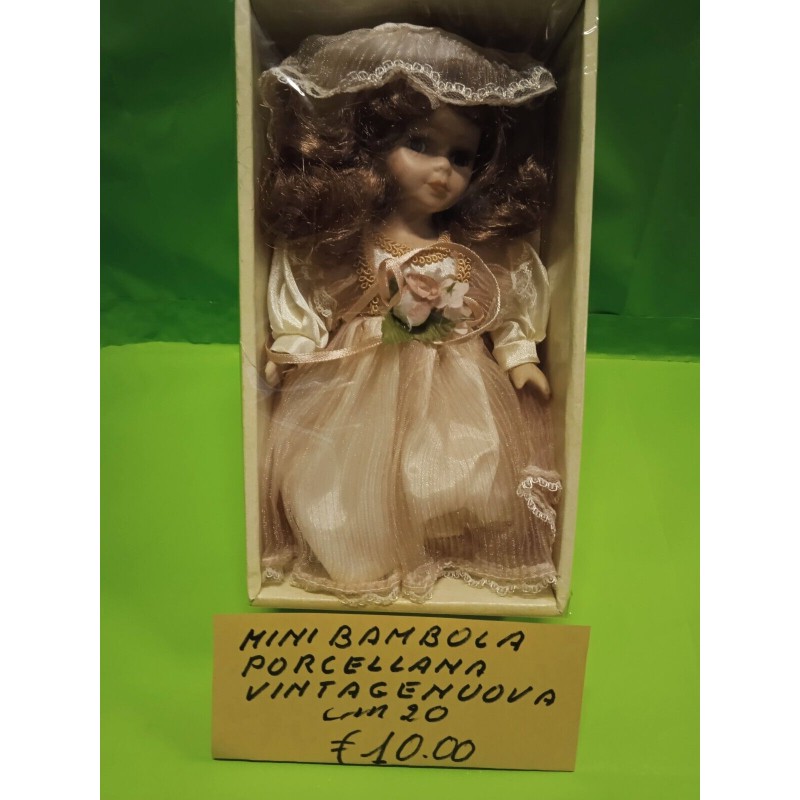 MINI BAMBOLA
PORCELLANA
VINTAGENUOVA
cm 20
€ 10.00